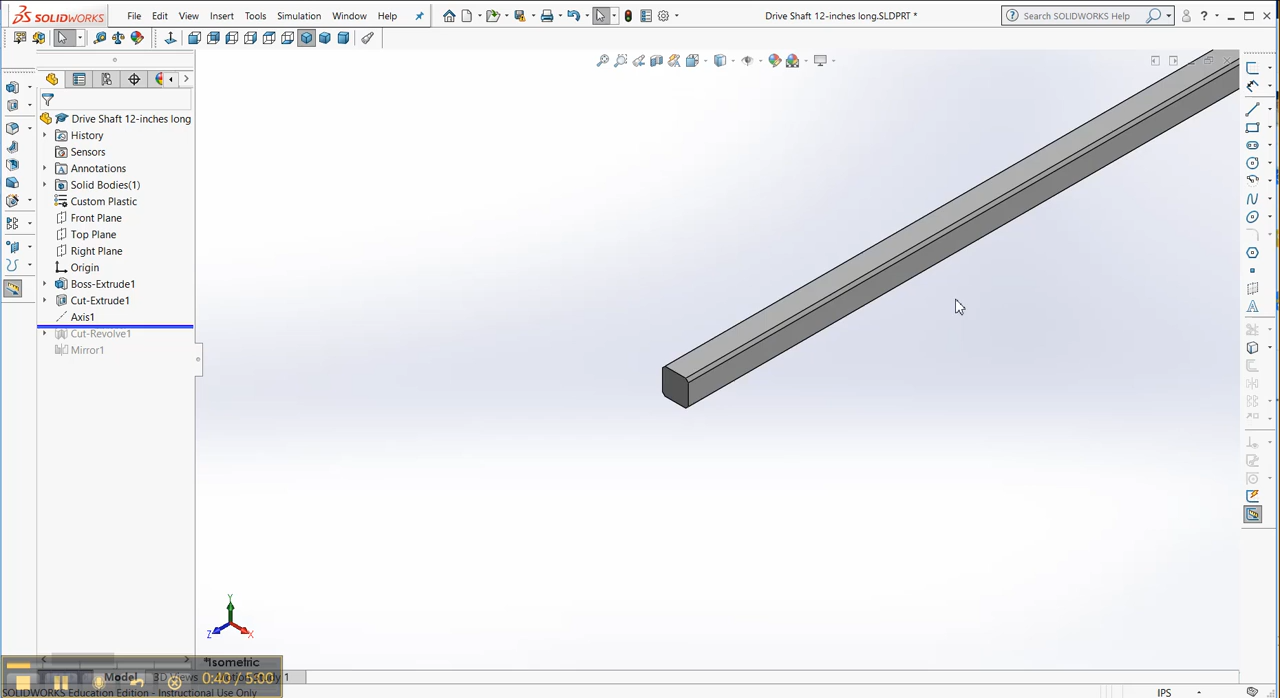 SOLIDWORKS File Edit View Insert Tools Simulation Window Help Drive Shaft 12-inches long.SLDPRT * Search SOLIDWORKS Help
Drive Shaft 12-inches long
History
Sensors
Annotations
Solid Bodies(1)
Custom Plastic
Front Plane
Top Plane
Right Plane
Origin
Boss-Extrude1
Cut-Extrude1
Axis1
Cut-Revolve1
Mirror1
Y
Z X
*Isometric
Model 3D Views 1
0:40 / 5:00
SOLIDWORKS Education Edition - Instructional Use Only IPS